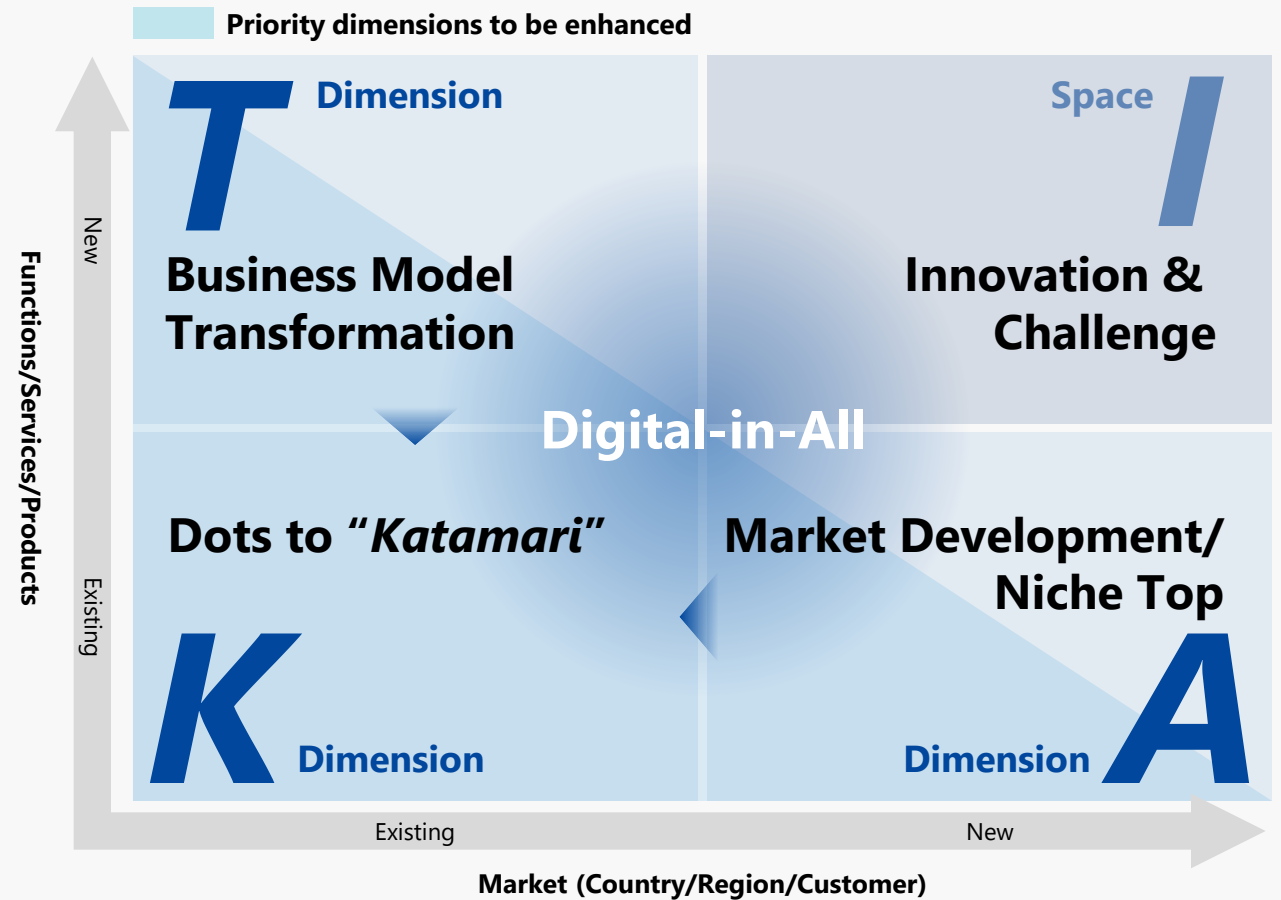 Priority dimensions to be enhanced
T Dimension
Space I
Business Model
Transformation
Innovation &
Challenge
Digital-in-All
Dots to “Katamari”
Market Development/
Niche Top
K Dimension
Dimension A
New
Existing
Functions/Services/Products
Existing
New
Market (Country/Region/Customer)